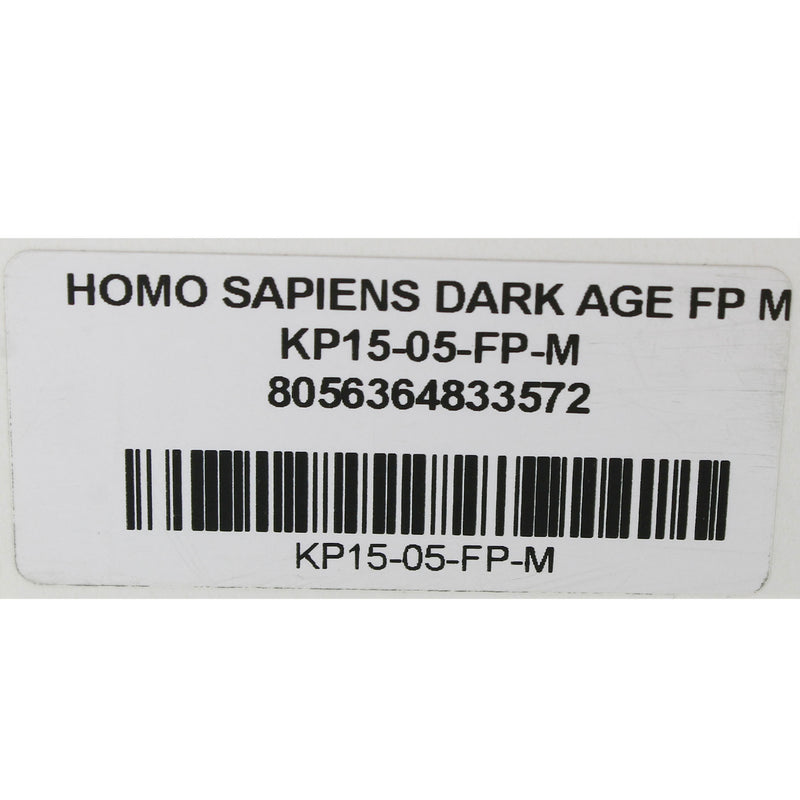 HOMO SAPIENS DARK AGE FP M
KP15-05-FP-M
8056364833572
KP15-05-FP-M